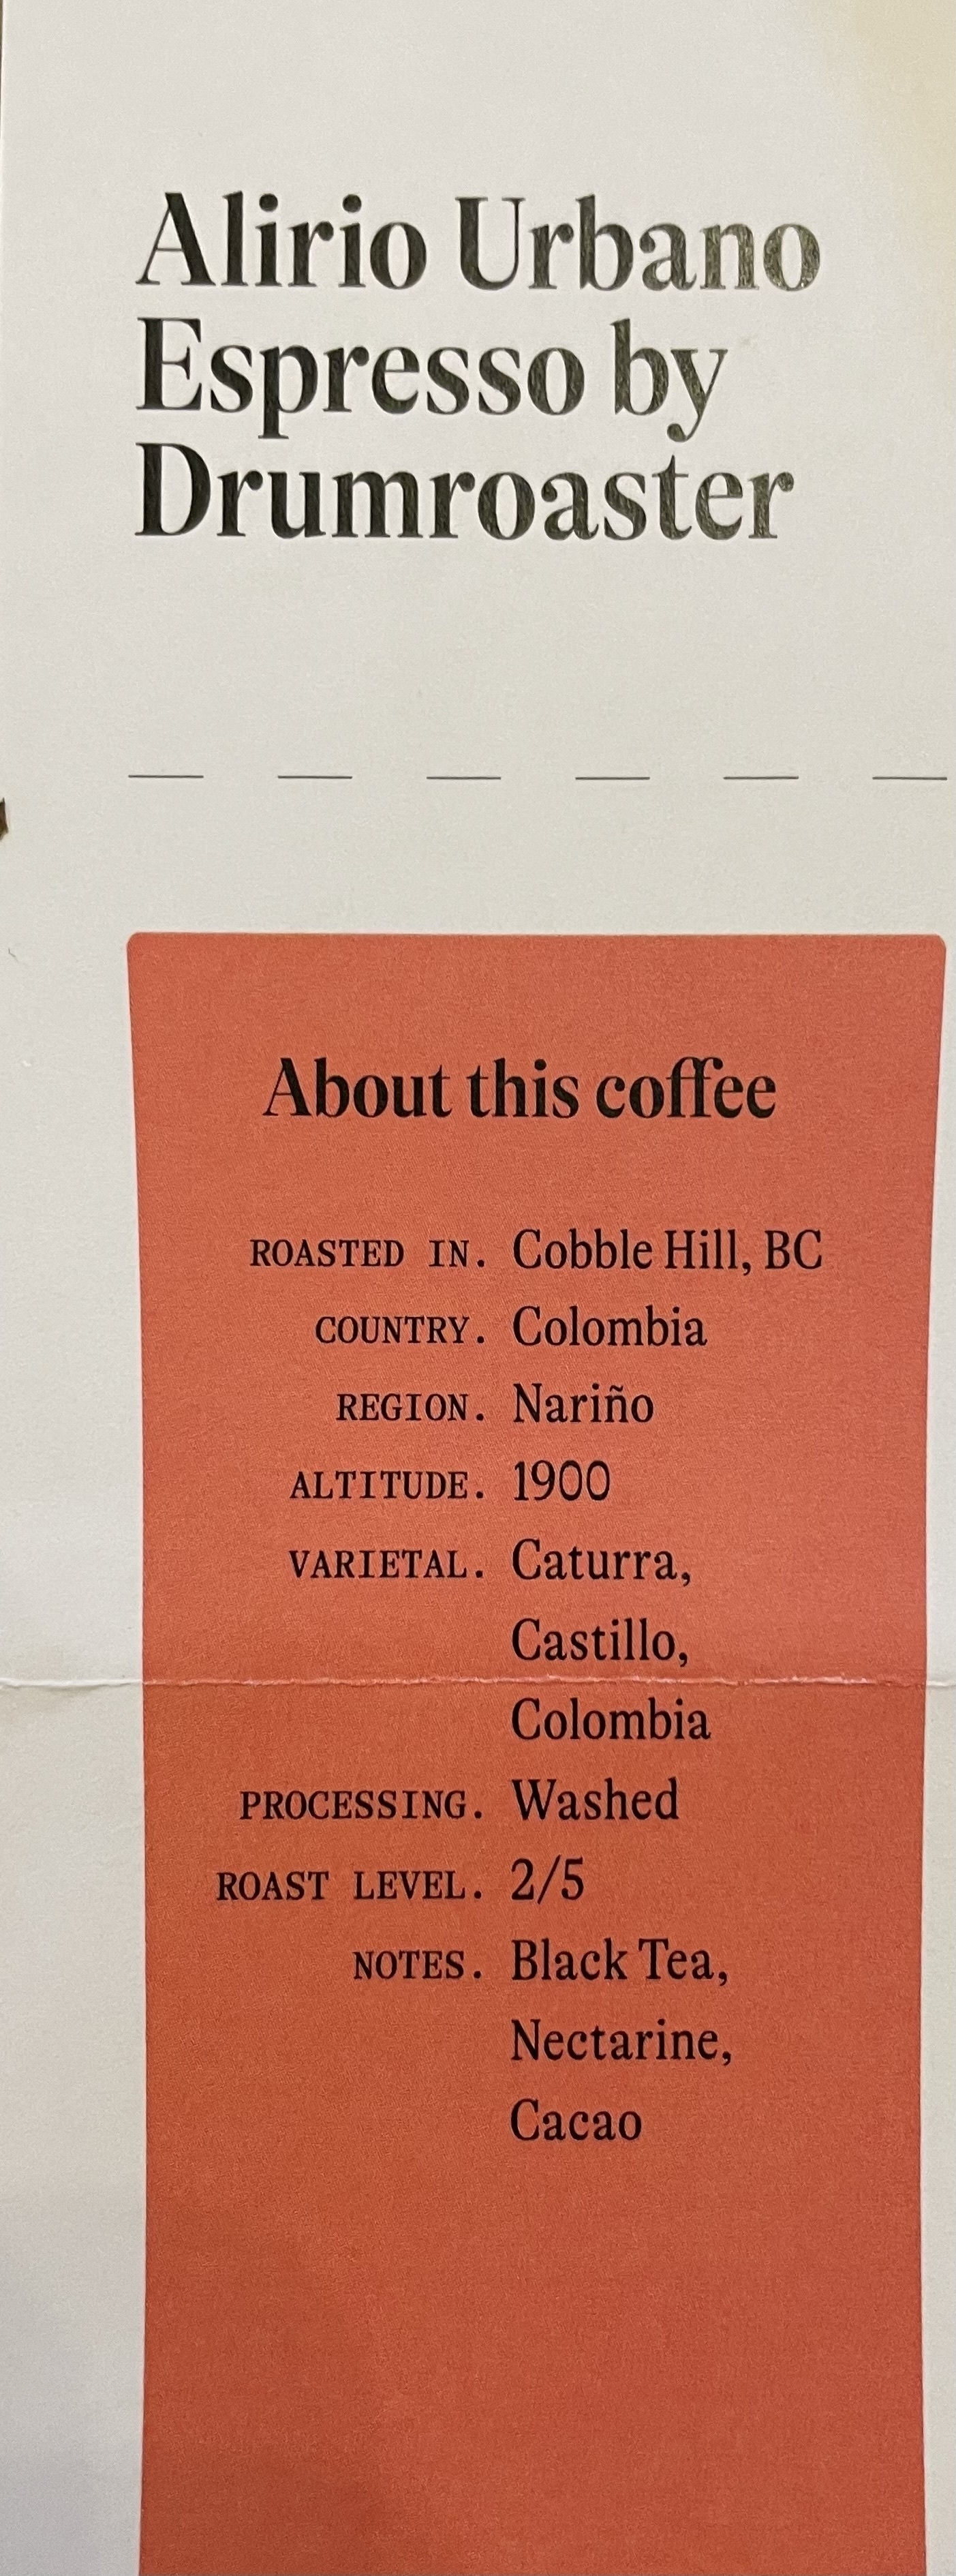 Alirio Urbano
Espresso by
Drumroaster
About this coffee
ROASTED IN. Cobble Hill, BC
COUNTRY. Colombia
REGION. Nariño
ALTITUDE. 1900
VARIETAL. Caturra,
Castillo,
Colombia
PROCESSING. Washed
ROAST LEVEL. 2/5
NOTES. Black Tea,
Nectarine,
Cacao